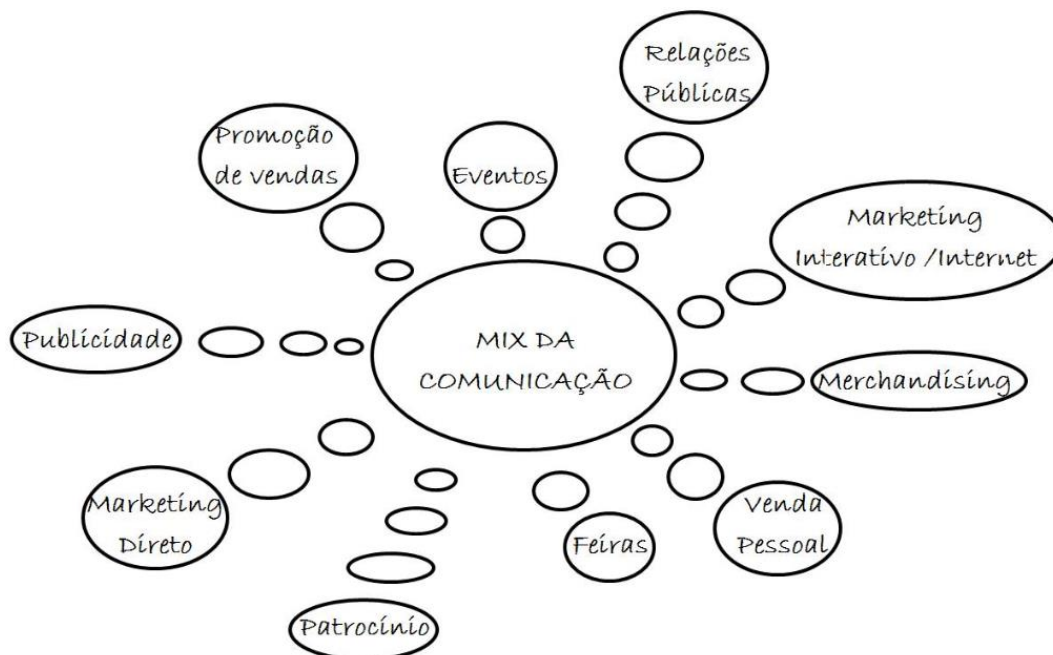 Relações
Públicas
Promoção
de vendas
Eventos
Marketing
Interativo /Internet
Publicidade
MIX DA
COMUNICAÇÃO
Merchandising
Marketing
Direto
Venda
Pessoal
Feiras
Patrocínio